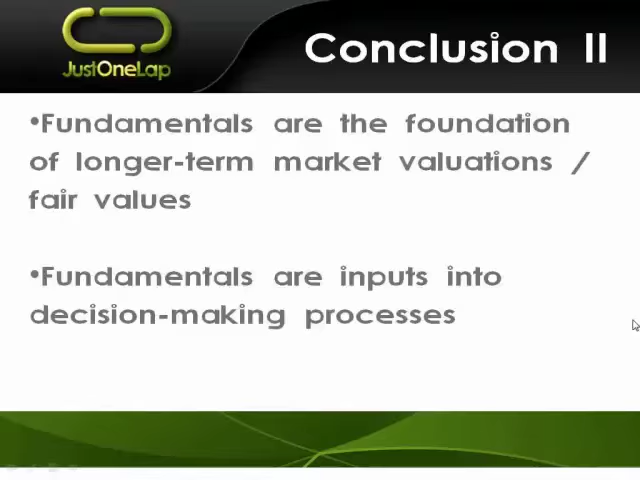 JustOneLap
Conclusion II
•Fundamentals are the foundation
of longer-term market valuations /
fair values
•Fundamentals are inputs into
decision-making processes